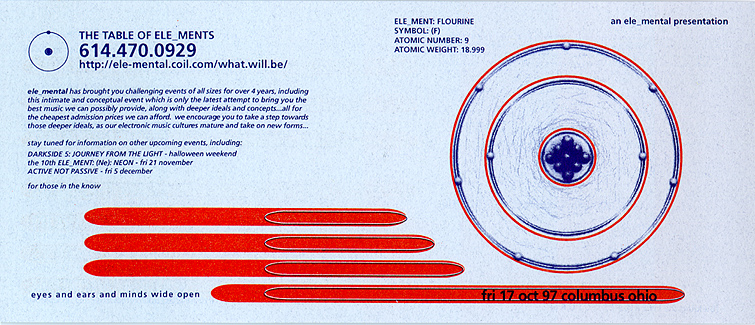 THE TABLE OF ELE_MENTS
614.470.0929
http://ele-mental.coil.com/what.will.be/
ELE_MENT: FLOURINE
SYMBOL: (F)
ATOMIC NUMBER: 9
ATOMIC WEIGHT: 18.999
an ele_mental presentation
ele_mental has brought you challenging events of all sizes for over 4 years, including
this intimate and conceptual event which is only the latest attempt to bring you the
best music we can possibly provide, along with deeper ideals and concepts...all for
the cheapest admission prices we can afford. we encourage you to take a step towards
those deeper ideals, as our electronic music cultures mature and take on new forms...
stay tuned for information on other upcoming events, including:
DARKSIDE 5: JOURNEY FROM THE LIGHT - halloween weekend
the 10th ELE_MENT: (Ne): NEON - fri 21 november
ACTIVE NOT PASSIVE - fri 5 december
for those in the know
eyes and ears and minds wide open
fri 17 oct 97 columbus ohio